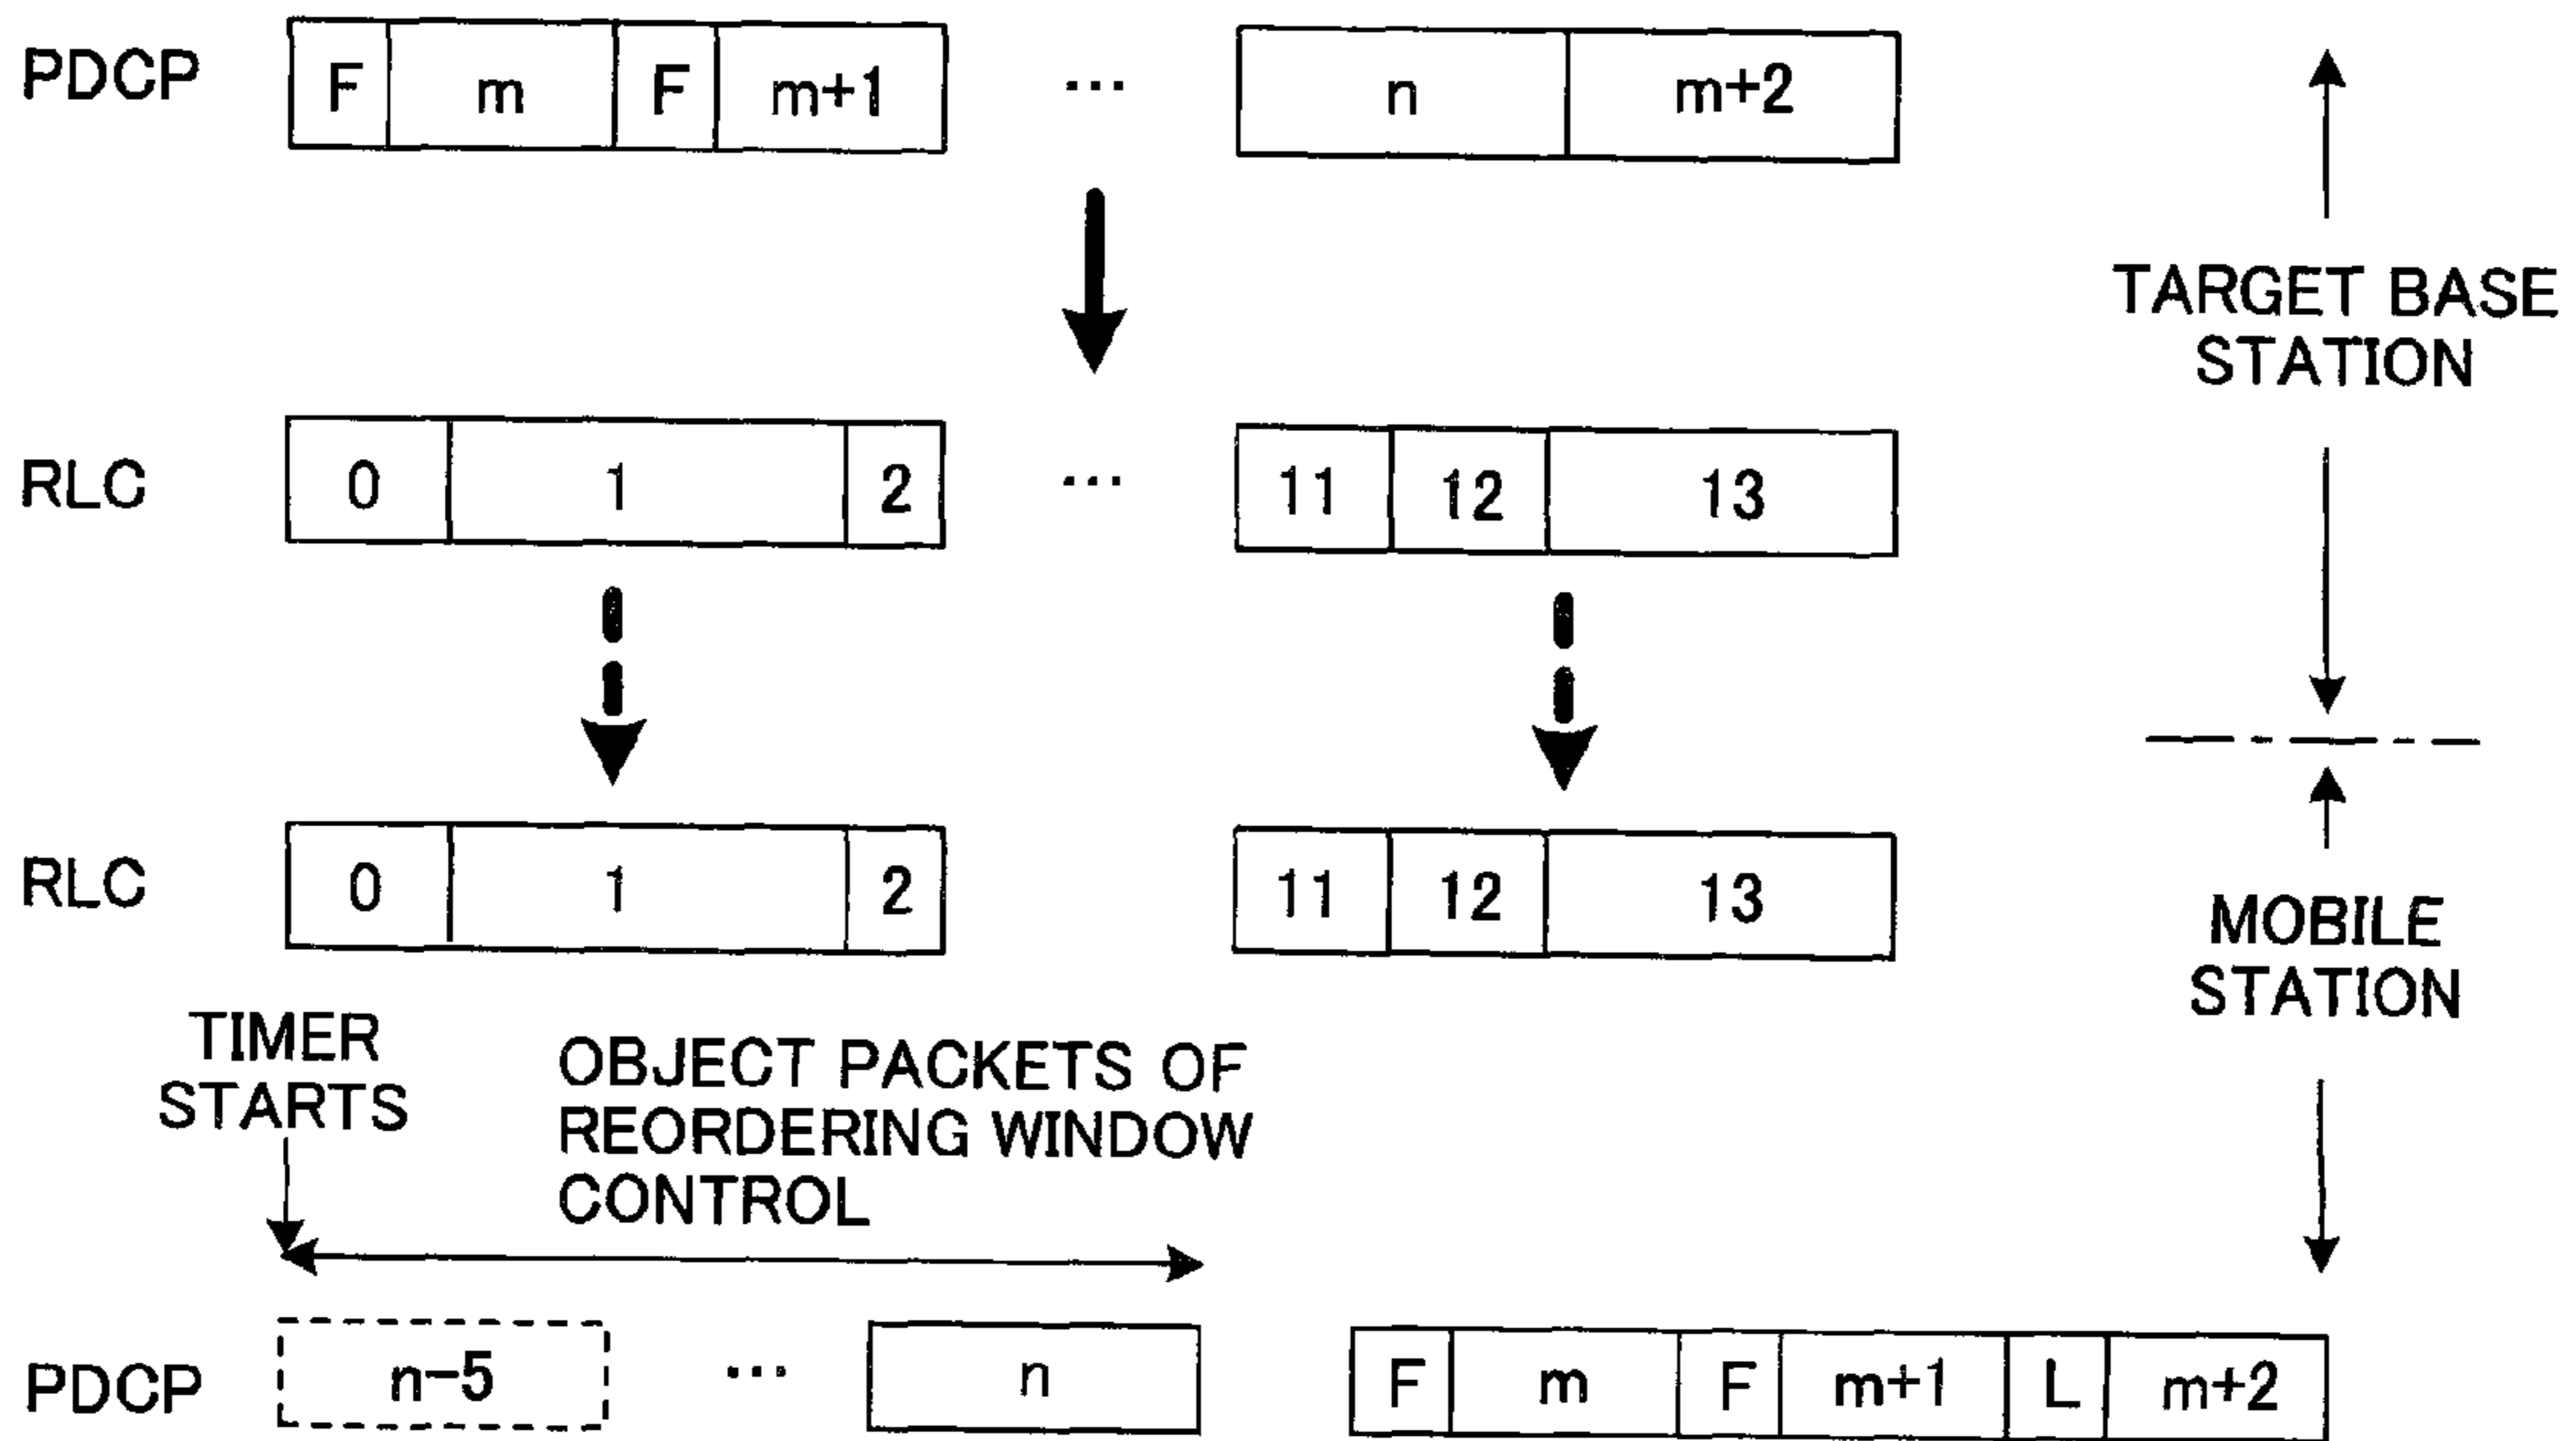 PDCP F m F m+1 ... n m+2
TARGET BASE
STATION
RLC 0 1 2 ... 11 12 13
RLC 0 1 2 11 12 13
MOBILE
STATION
TIMER
STARTS
OBJECT PACKETS OF
REORDERING WINDOW
CONTROL
PDCP n-5 ... n F m F m+1 L m+2